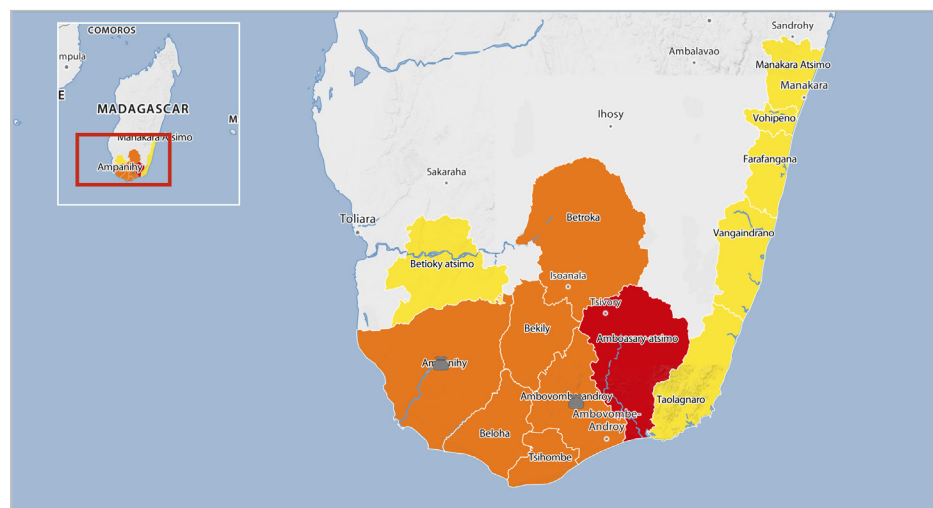 COMOROS
mpula
E
MADAGASCAR
M
Manakara Atsimo
Ampanihy
Sandrohy
Ambalavao
Manakara Atsimo
Manakara
Ihosy
Vohipeno
Farafangana
Sakaraha
Toliara
Betroka
Vangaindrano
Betioky atsimo
Isoanala
Tsivory
Bekily
Amboasary-atsimo
Ampanihy
Ambovombe-androy
Taolagnaro
Ambovombe-
Androy
Beloha
Tsihombe